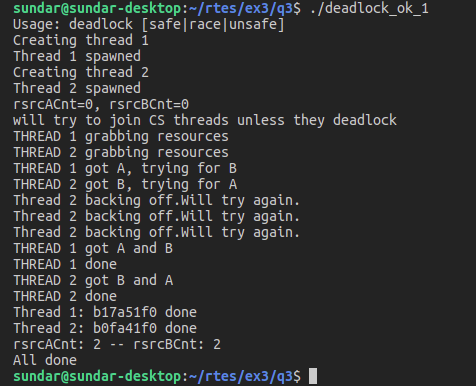 sundar@sundar-desktop:~/rtes/ex3/q3$ ./deadlock_ok_1
Usage: deadlock [safe|race|unsafe]
Creating thread 1
Thread 1 spawned
Creating thread 2
Thread 2 spawned
rsrcACnt=0, rsrcBCnt=0
will try to join CS threads unless they deadlock
THREAD 1 grabbing resources
THREAD 2 grabbing resources
THREAD 1 got A, trying for B
THREAD 2 got B, trying for A
Thread 2 backing off.Will try again.
Thread 2 backing off.Will try again.
Thread 2 backing off.Will try again.
THREAD 1 got A and B
THREAD 1 done
THREAD 2 got B and A
THREAD 2 done
Thread 1: b17a51f0 done
Thread 2: b0fa41f0 done
rsrcACnt: 2 -- rsrcBCnt: 2
All done
sundar@sundar-desktop:~/rtes/ex3/q3$